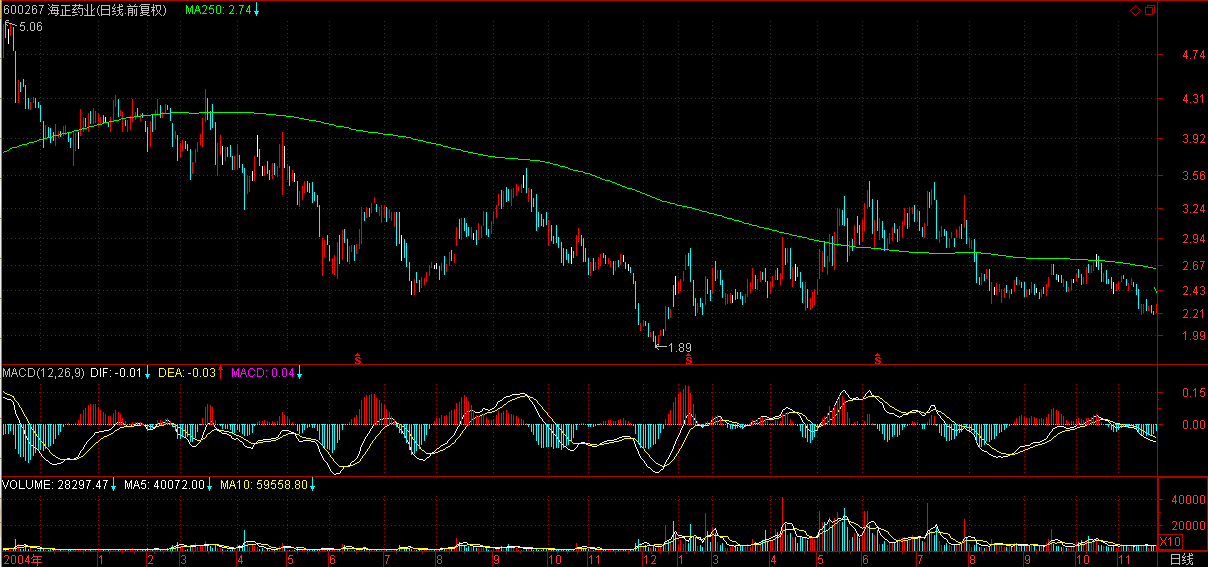 600267 海正药业(日线.前复权) MA250: 2.74↓
5.06
4.74
4.31
3.92
3.56
3.24
2.94
2.67
2.43
2.21
1.99
←1.89
Ŝ Ŝ Ŝ
MACD(12,26,9) DIF: -0.01↓ DEA: -0.03↑ MACD: 0.04↓
0.15
0.00
VOLUME: 28297.47↓ MA5: 40072.00↓ MA10: 59558.80↓
40000
20000
X10
2004年 1 2 3 4 5 6 7 8 9 10 11 12 1 3 4 5 6 7 8 9 10 11 日线